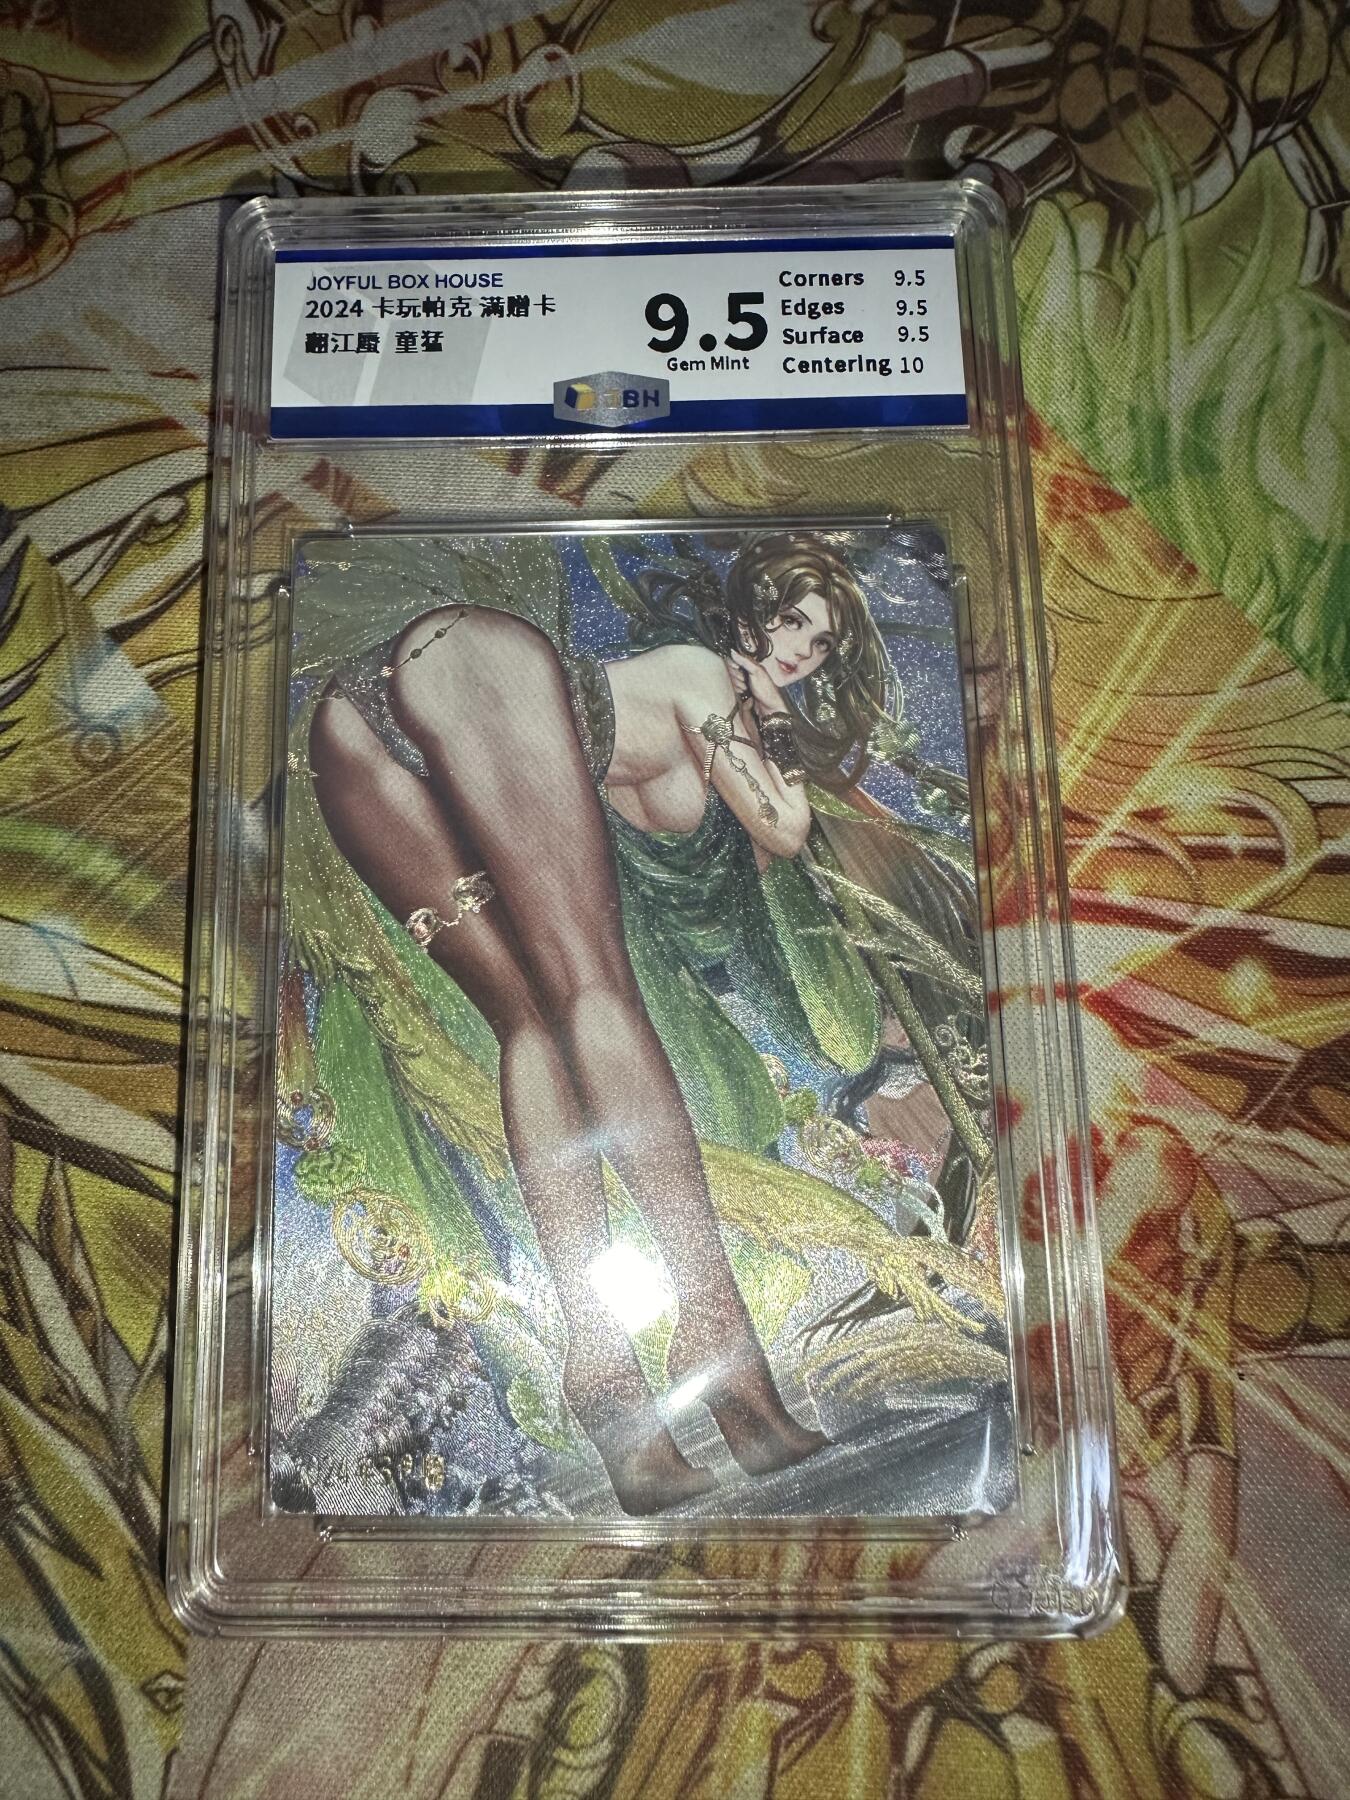 JOYFUL BOX HOUSE
2024 卡玩帕克 满赠卡
翻江蜃 童猛
9.5
Gem Mint
Corners 9.5
Edges 9.5
Surface 9.5
Centering 10
JBH